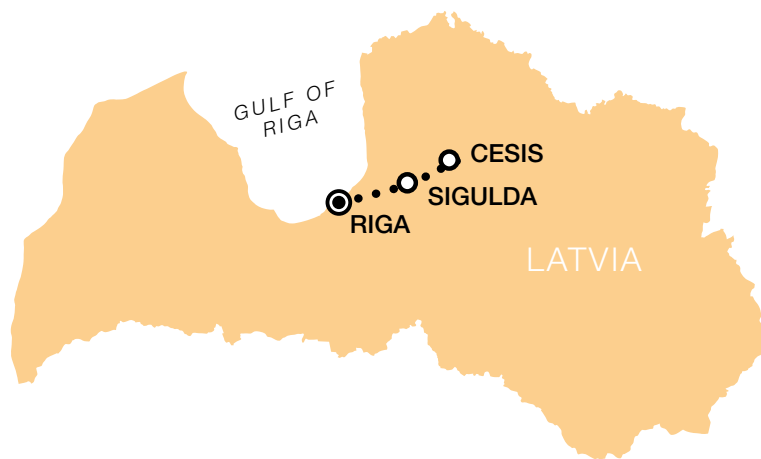 GULF OF
RIGA
CESIS
SIGULDA
RIGA
LATVIA